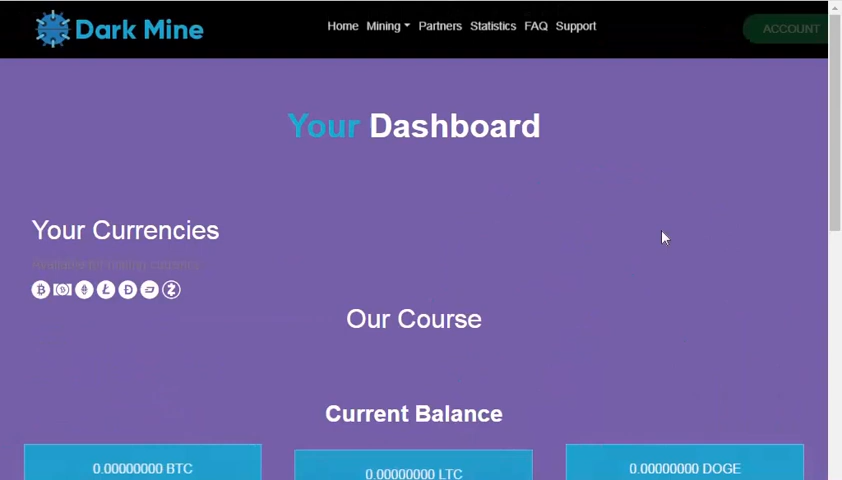 Dark Mine
Home Mining Partners Statistics FAQ Support
ACCOUNT
Your Dashboard
Your Currencies
Our Course
Current Balance
0.00000000 BTC
0.00000000 LTC
0.00000000 DOGE